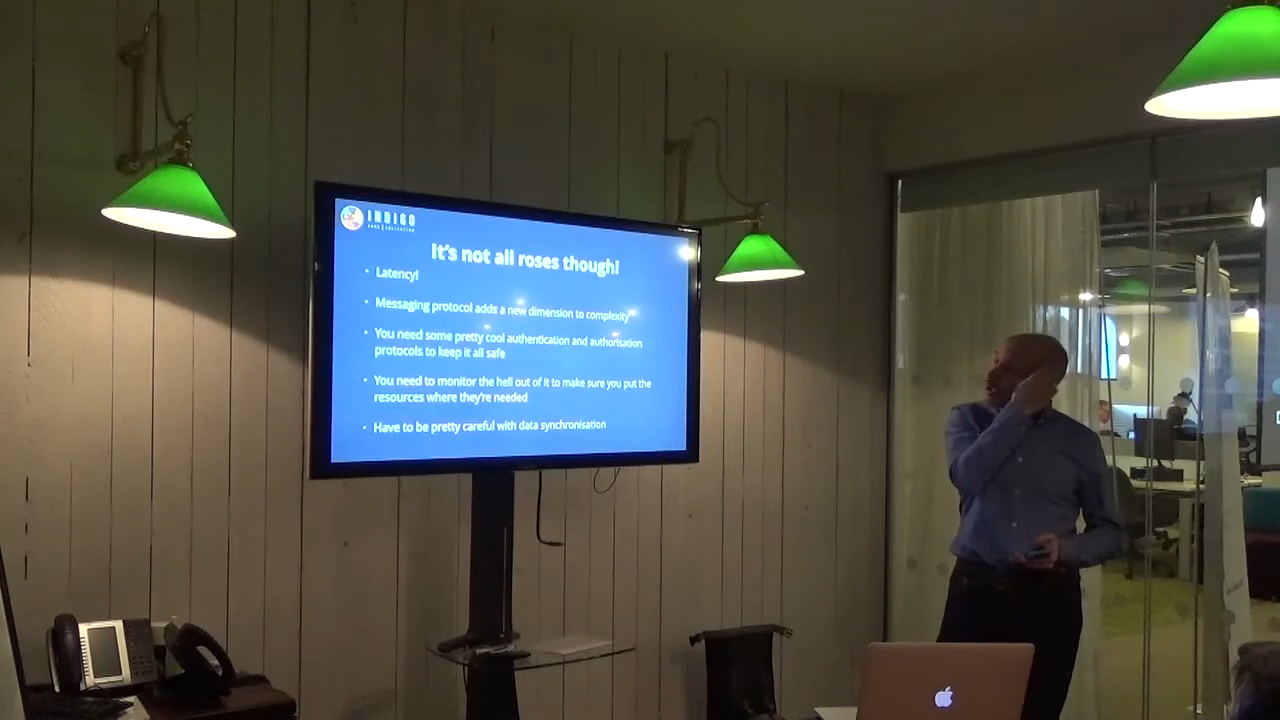 INDIGO
It's not all roses though!
• Latency!
• Messaging protocol adds a new dimension to complexity
• You need some pretty cool authentication and authorisation
protocols to keep it all safe
• You need to monitor the hell out of it to make sure you put the
resources where they're needed
• Have to be pretty careful with data synchronisation